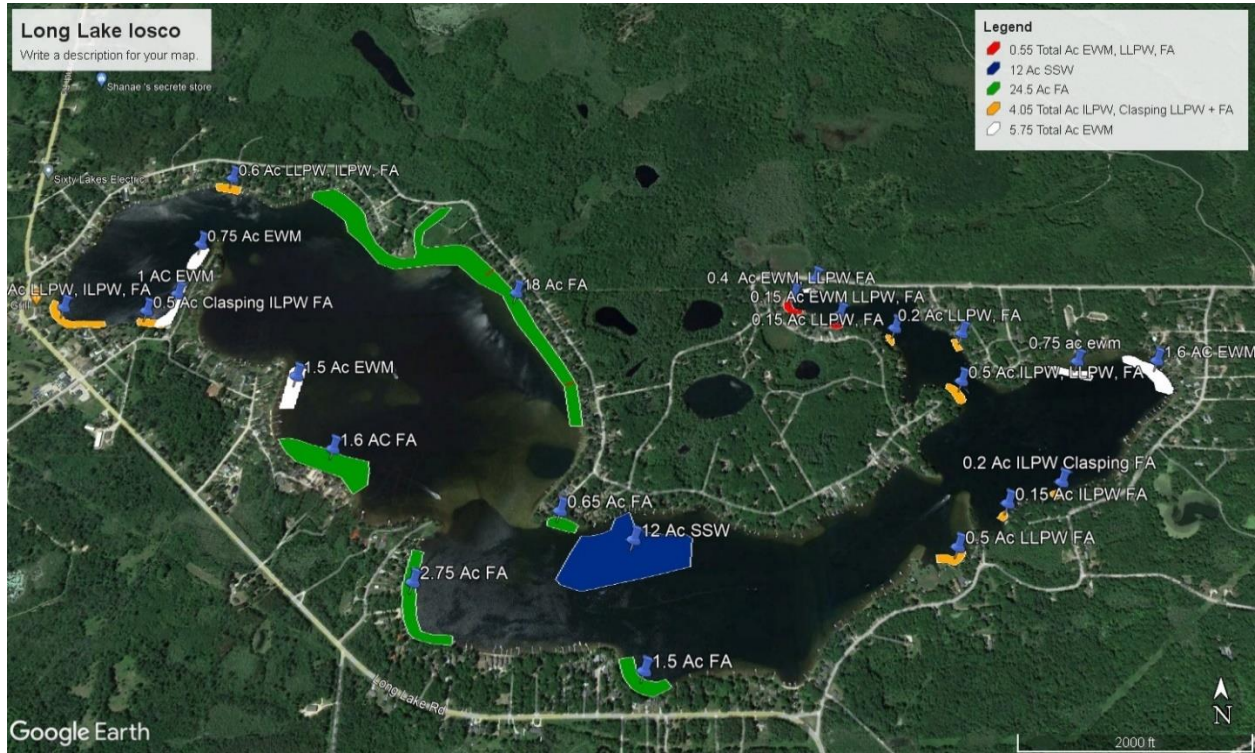 Long Lake Iosco
Write a description for your map.
Legend
0.55 Total Ac EWM, LLPW, FA
12 Ac SSW
24.5 Ac FA
4.05 Total Ac ILPW, Clasping LLPW + FA
5.75 Total Ac EWM
Shanae's secrete store
Sixty Lakes Electric
0.6 Ac LLPW, ILPW, FA
0.75 Ac EWM
1 AC EWM
Ac LLPW, ILPW, FA
0.5 Ac Clasping ILPW FA
Grill
18 Ac FA
0.4 Ac EWM, LLPW FA
0.15 Ac EWM LLPW, FA
0.15 Ac LLPW, FA
0.2 Ac LLPW, FA
0.75 ac ewm
1.6 AC EWM
0.5 Ac ILPW, LLPW, FA
1.5 Ac EWM
1.6 AC FA
0.2 Ac ILPW Clasping FA
0.15 Ac ILPW FA
0.65 Ac FA
12 Ac SSW
0.5 Ac LLPW FA
2.75 Ac FA
1.5 Ac FA
Long Lake Rd
Google Earth
N
2000 ft